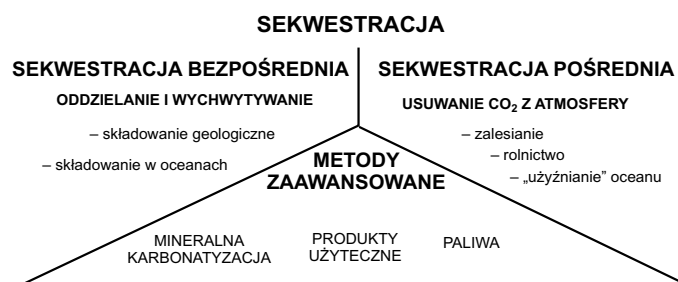 SEKWESTRACJA
SEKWESTRACJA BEZPOŚREDNIA
ODDZIELANIE I WYCHWYTYWANIE
– składowanie geologiczne
– składowanie w oceanach
SEKWESTRACJA POŚREDNIA
USUWANIE CO₂ Z ATMOSFERY
– zalesianie
– rolnictwo
– „użyźnianie” oceanu
METODY
ZAAWANSOWANE
MINERALNA
KARBONATYZACJA
PRODUKTY
UŻYTECZNE
PALIWA